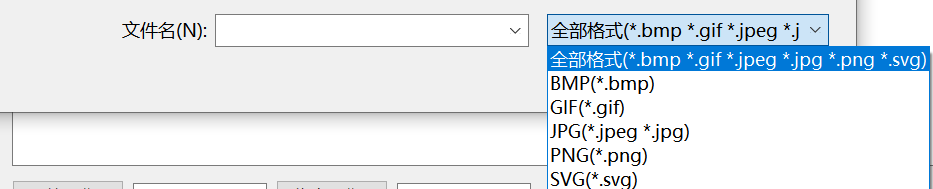 文件名(N): 全部格式(*.bmp *.gif *.jpeg *.j
全部格式(*.bmp *.gif *.jpeg *.jpg *.png *.svg)
BMP(*.bmp)
GIF(*.gif)
JPG(*.jpeg *.jpg)
PNG(*.png)
SVG(*.svg)